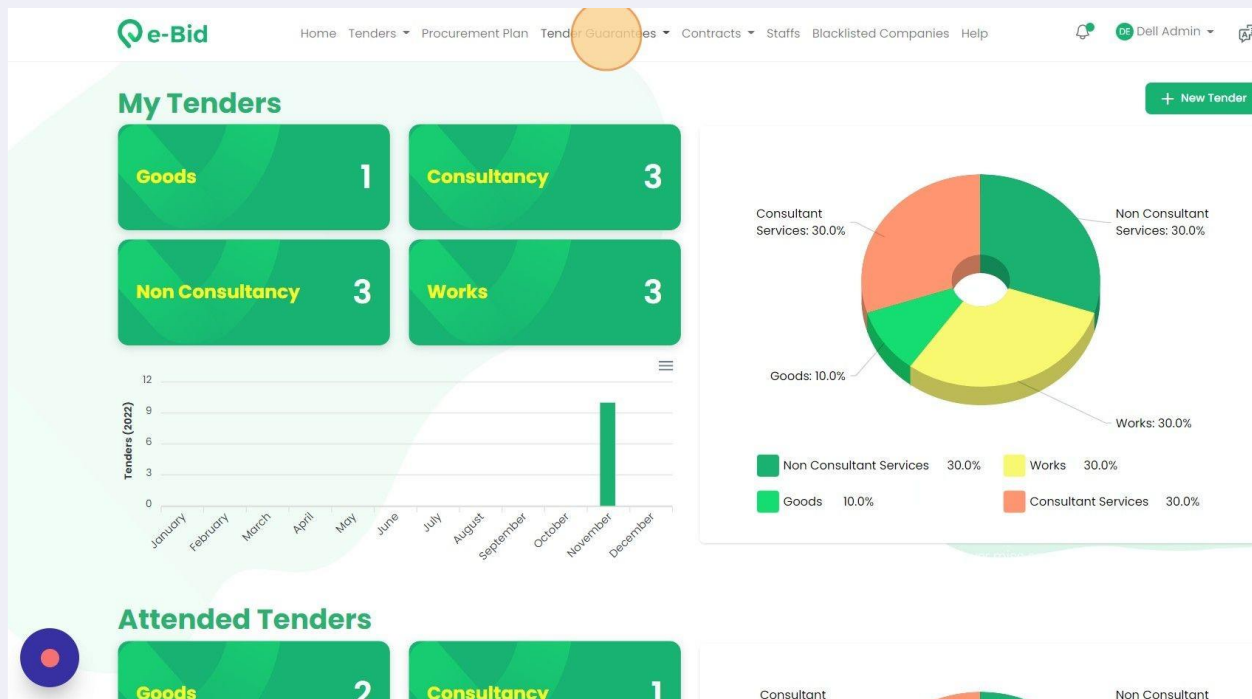 e-Bid
Home Tenders Procurement Plan Tender Guarantees Contracts Staffs Blacklisted Companies Help
DE Dell Admin
My Tenders
+ New Tender
Goods 1
Consultancy 3
Non Consultancy 3
Works 3
Tenders (2022)
12
9
6
3
0
January February March April May June July August September October November December
Consultant
Services: 30.0%
Non Consultant
Services: 30.0%
Goods: 10.0%
Works: 30.0%
Non Consultant Services 30.0% Works 30.0%
Goods 10.0% Consultant Services 30.0%
Attended Tenders
Goods 2
Consultancy 1
Consultant
Non Consultant